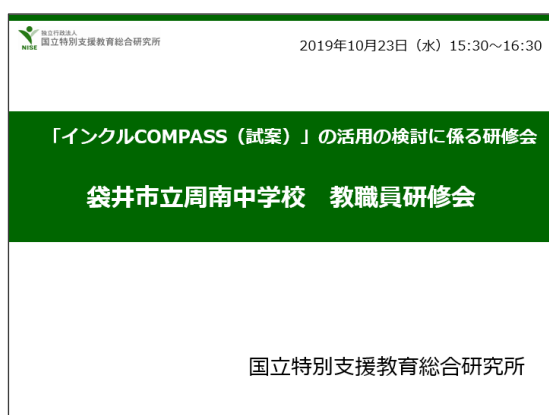 独立行政法人
国立特別支援教育総合研究所
NISE
2019年10月23日（水）15:30～16:30
「インクルCOMPASS（試案）」の活用の検討に係る研修会
袋井市立周南中学校　教職員研修会
国立特別支援教育総合研究所